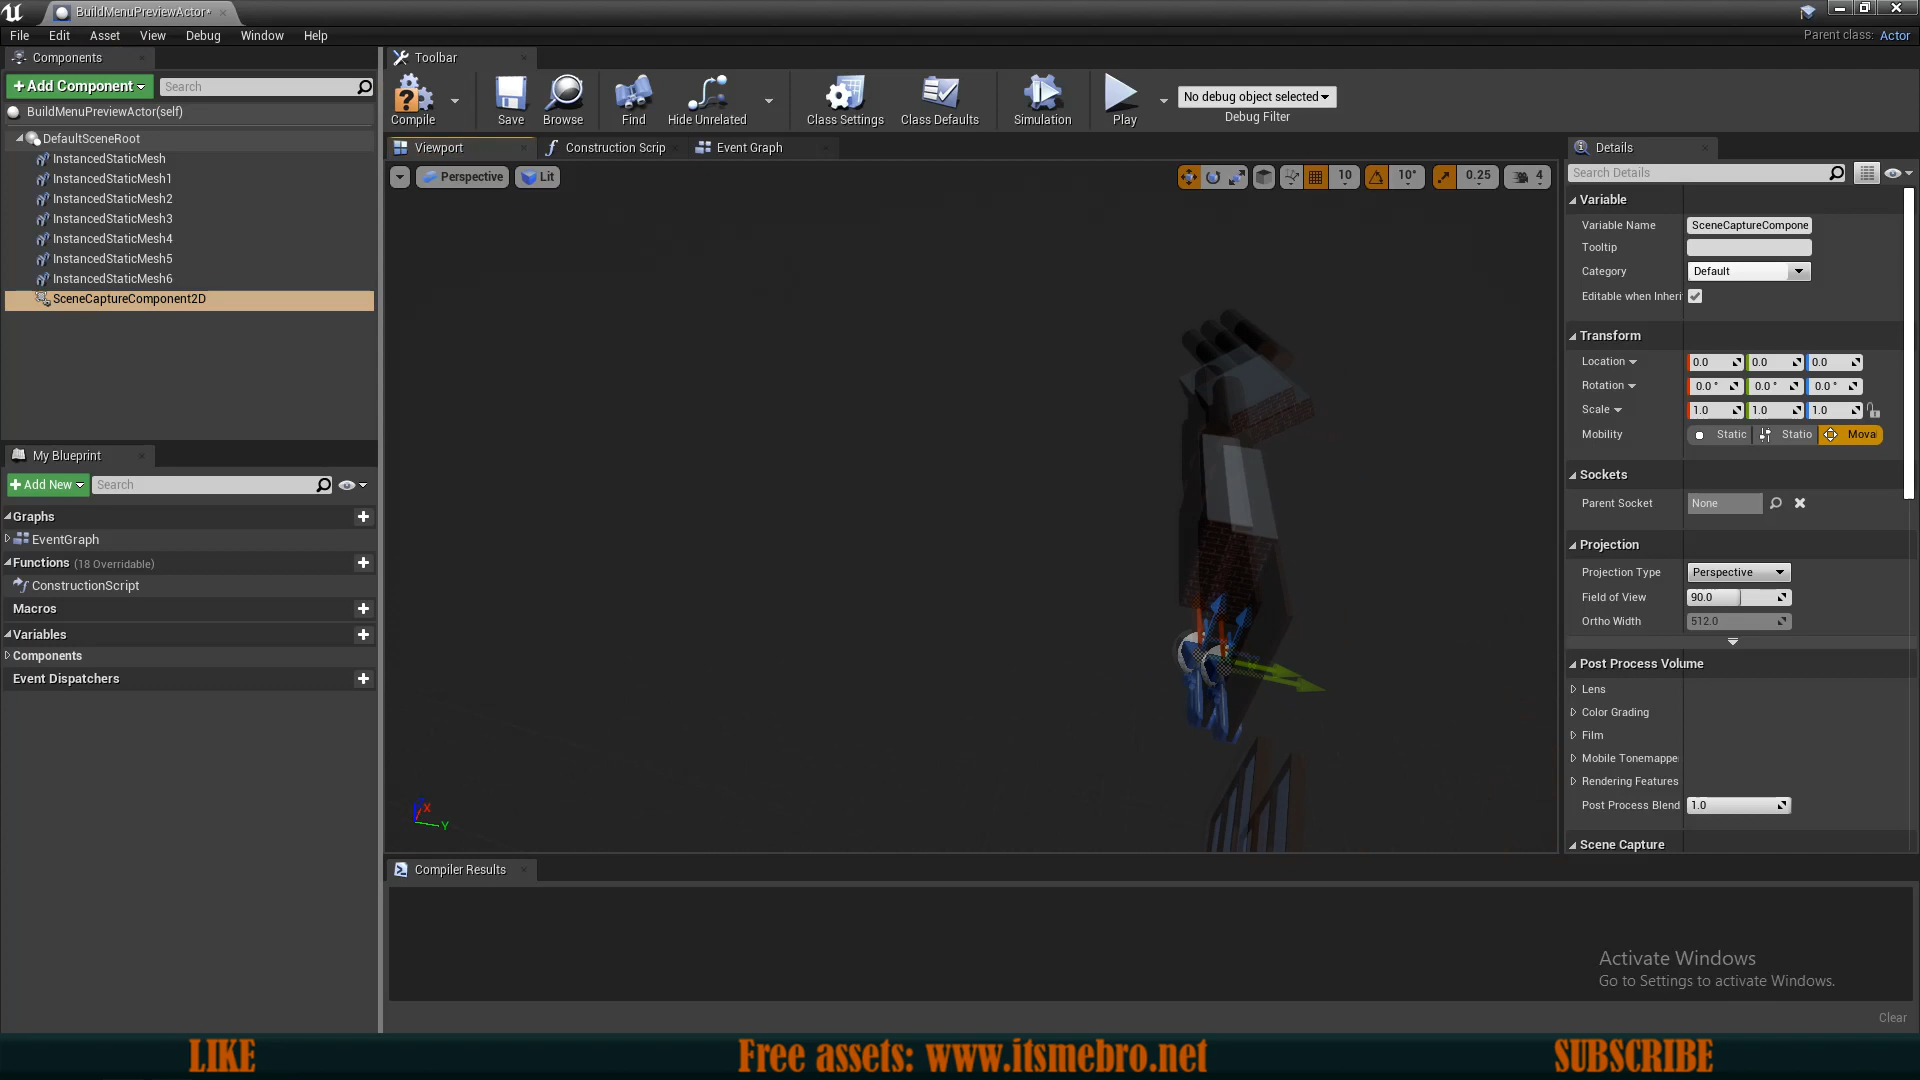 BuildMenuPreviewActor*
File Edit Asset View Debug Window Help
Parent class: Actor
Components
+ Add Component
Search
BuildMenuPreviewActor(self)
DefaultSceneRoot
InstancedStaticMesh
InstancedStaticMesh1
InstancedStaticMesh2
InstancedStaticMesh3
InstancedStaticMesh4
InstancedStaticMesh5
InstancedStaticMesh6
SceneCaptureComponent2D
My Blueprint
+ Add New
Search
Graphs
EventGraph
Functions (18 Overridable)
ConstructionScript
Macros
Variables
Components
Event Dispatchers
Toolbar
Compile Save Browse Find Hide Unrelated Class Settings Class Defaults Simulation Play
No debug object selected
Debug Filter
Viewport Construction Scrip Event Graph
Perspective Lit
10 10° 0.25 4
X
Y
Compiler Results
Clear
Details
Search Details
Variable
Variable Name SceneCaptureCompone
Tooltip
Category Default
Editable when Inheri
Transform
Location 0.0 0.0 0.0
Rotation 0.0 ° 0.0 ° 0.0 °
Scale 1.0 1.0 1.0
Mobility Static Statio Mova
Sockets
Parent Socket None
Projection
Projection Type Perspective
Field of View 90.0
Ortho Width 512.0
Post Process Volume
Lens
Color Grading
Film
Mobile Tonemappe
Rendering Features
Post Process Blend 1.0
Scene Capture
Activate Windows
Go to Settings to activate Windows.
LIKE
Free assets: www.itsmebro.net
SUBSCRIBE